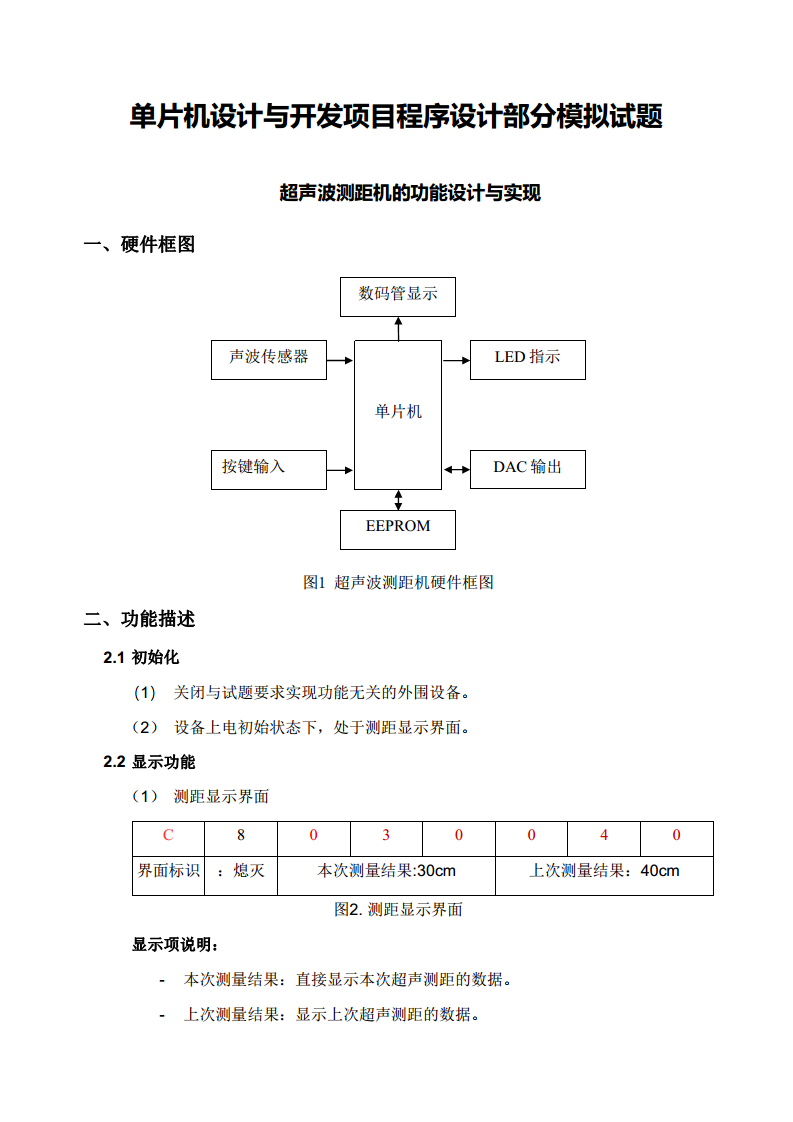 单片机设计与开发项目程序设计部分模拟试题
超声波测距机的功能设计与实现
一、硬件框图
数码管显示
声波传感器
LED 指示
单片机
按键输入
DAC 输出
EEPROM
图1 超声波测距机硬件框图
二、功能描述
2.1 初始化
（1） 关闭与试题要求实现功能无关的外围设备。
（2） 设备上电初始状态下，处于测距显示界面。
2.2 显示功能
（1） 测距显示界面
C 8 0 3 0 0 4 0
界面标识 ：熄灭 本次测量结果:30cm 上次测量结果：40cm
图2. 测距显示界面
显示项说明：
- 本次测量结果：直接显示本次超声测距的数据。
- 上次测量结果：显示上次超声测距的数据。